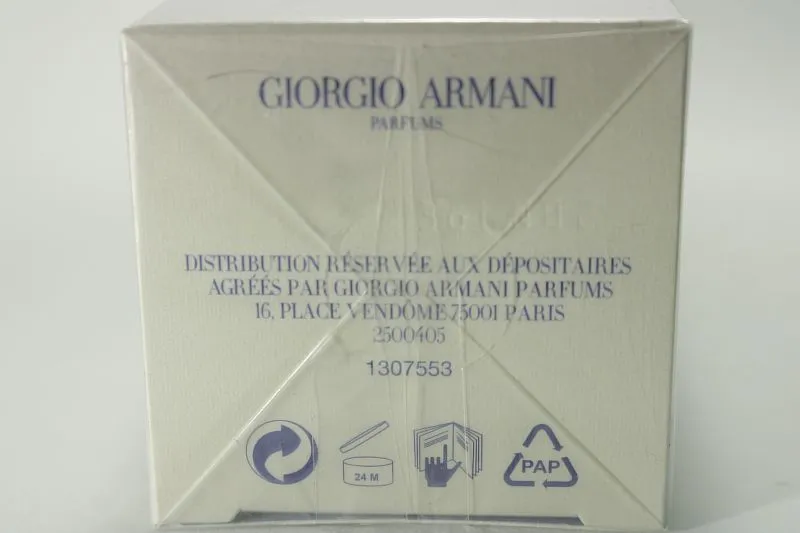 GIORGIO ARMANI
PARFUMS
DISTRIBUTION RÉSERVÉE AUX DÉPOSITAIRES
AGRÉÉS PAR GIORGIO ARMANI PARFUMS
16, PLACE VENDÔME 75001 PARIS
2500405
1307553
24 M
PAP